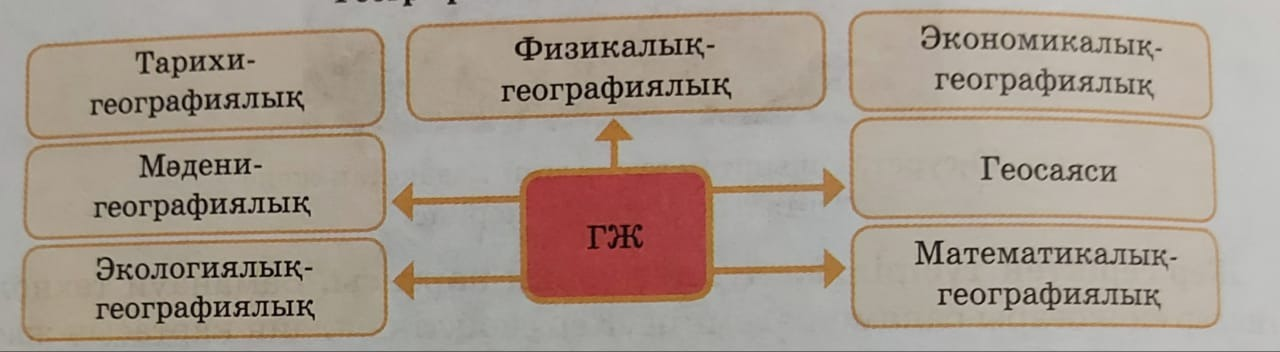 Тарихи-
географиялық
Физикалық-
географиялық
Экономикалық-
географиялық
Мәдени-
географиялық
Геосаяси
ГЖ
Экологиялық-
географиялық
Математикалық-
географиялық